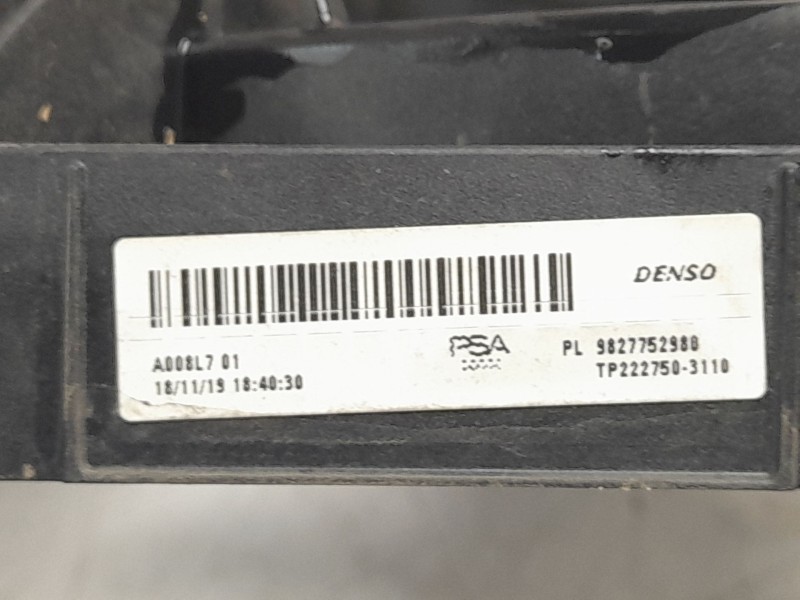 DENSO
PSA
PL 9827752980
TP222750-3110
A008L7 01
18/11/19 18:40:30